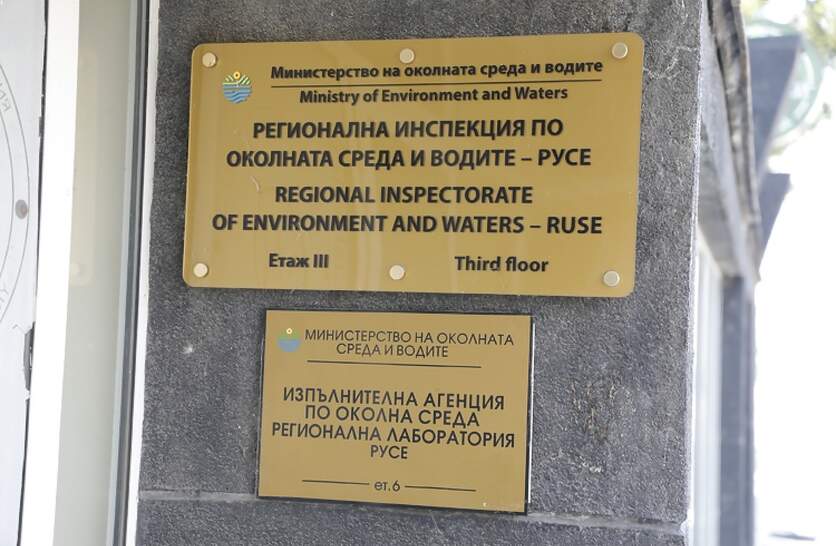 Министерство на околната среда и водите
Ministry of Environment and Waters
РЕГИОНАЛНА ИНСПЕКЦИЯ ПО
ОКОЛНАТА СРЕДА И ВОДИТЕ – РУСЕ
REGIONAL INSPECTORATE
OF ENVIRONMENT AND WATERS – RUSE
Етаж III Third floor
МИНИСТЕРСТВО НА ОКОЛНАТА
СРЕДА И ВОДИТЕ
ИЗПЪЛНИТЕЛНА АГЕНЦИЯ
ПО ОКОЛНА СРЕДА
РЕГИОНАЛНА ЛАБОРАТОРИЯ
РУСЕ
ет.6